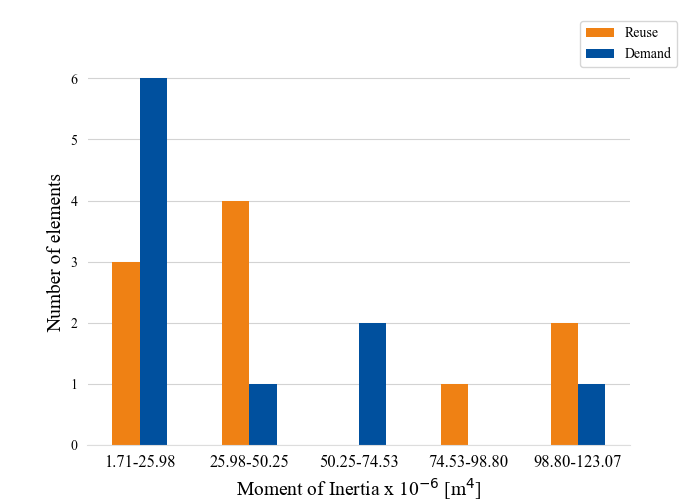 Reuse
Demand
Number of elements
6
5
4
3
2
1
0
1.71-25.98 25.98-50.25 50.25-74.53 74.53-98.80 98.80-123.07
Moment of Inertia x 10⁻⁶ [m⁴]